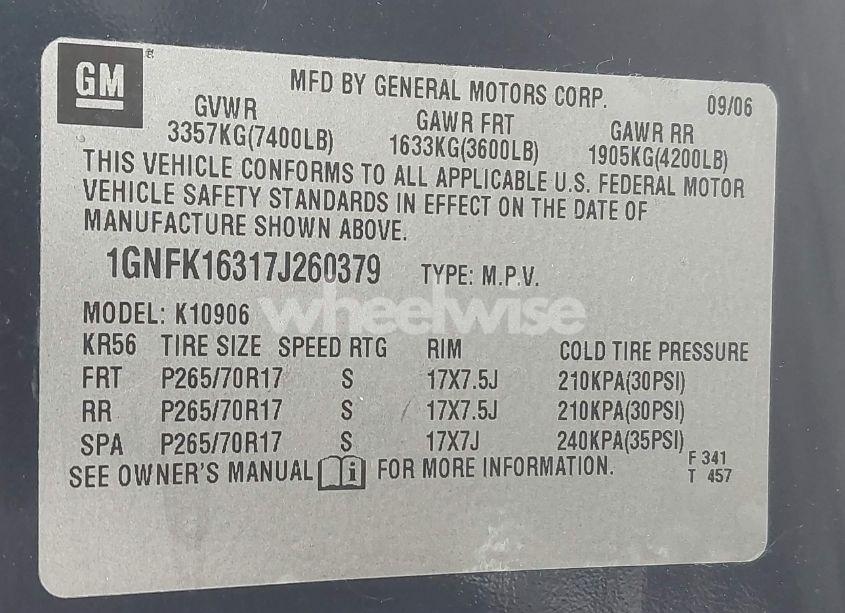 GM
MFD BY GENERAL MOTORS CORP. 09/06
GVWR GAWR FRT GAWR RR
3357KG(7400LB) 1633KG(3600LB) 1905KG(4200LB)
THIS VEHICLE CONFORMS TO ALL APPLICABLE U.S. FEDERAL MOTOR
VEHICLE SAFETY STANDARDS IN EFFECT ON THE DATE OF
MANUFACTURE SHOWN ABOVE.
1GNFK16317J260379 TYPE: M.P.V.
MODEL: K10906
wheelwise
KR56 TIRE SIZE SPEED RTG RIM COLD TIRE PRESSURE
FRT P265/70R17 S 17X7.5J 210KPA(30PSI)
RR P265/70R17 S 17X7.5J 210KPA(30PSI)
SPA P265/70R17 S 17X7J 240KPA(35PSI)
SEE OWNER'S MANUAL i FOR MORE INFORMATION.
F 341
T 457